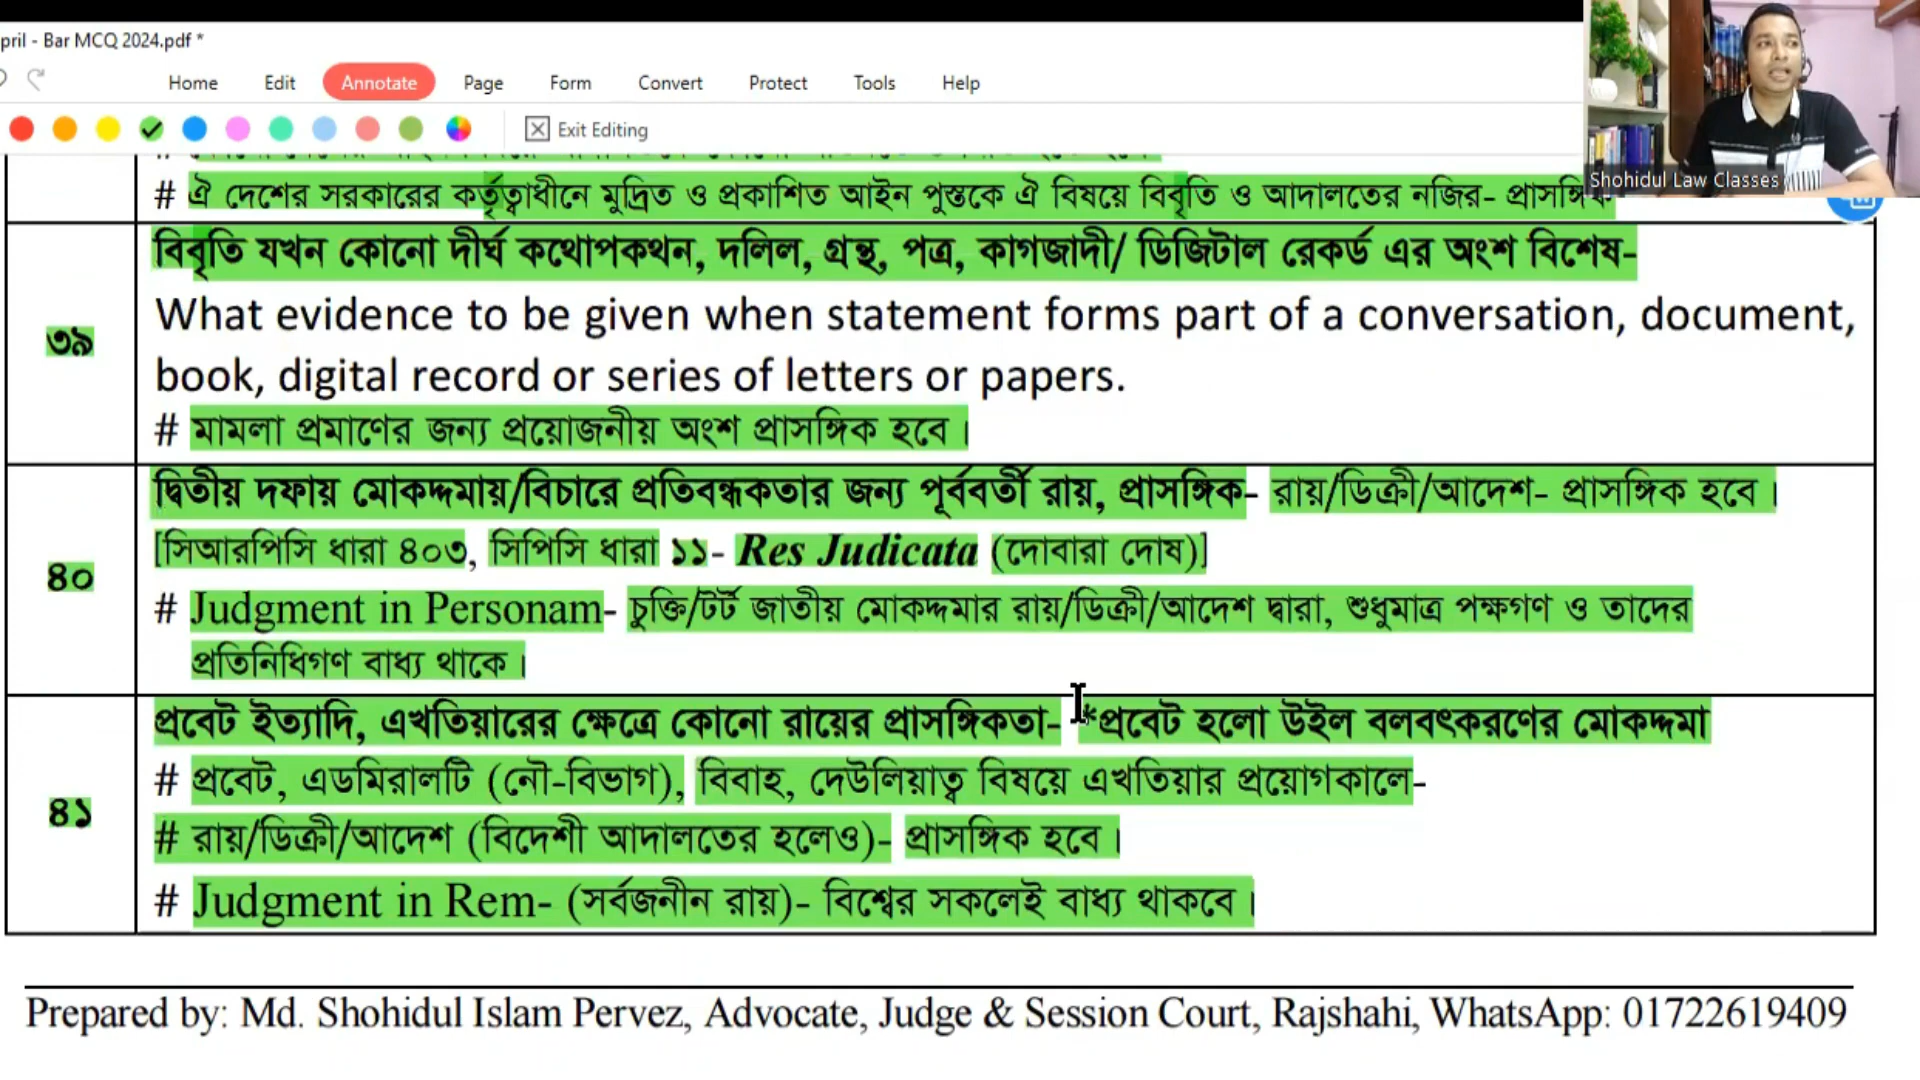 pril - Bar MCQ 2024.pdf *
Home Edit Annotate Page Form Convert Protect Tools Help
Exit Editing
Shohidul Law Classes
# ঐ দেশের সরকারের কর্তৃত্বাধীনে মুদ্রিত ও প্রকাশিত আইন পুস্তকে ঐ বিষয়ে বিবৃতি ও আদালতের নজির- প্রাসঙ্গিক
৩৯
বিবৃতি যখন কোনো দীর্ঘ কথোপকথন, দলিল, গ্রন্থ, পত্র, কাগজাদী/ ডিজিটাল রেকর্ড এর অংশ বিশেষ-
What evidence to be given when statement forms part of a conversation, document,
book, digital record or series of letters or papers.
# মামলা প্রমাণের জন্য প্রয়োজনীয় অংশ প্রাসঙ্গিক হবে।
৪০
দ্বিতীয় দফায় মোকদ্দমায়/বিচারে প্রতিবন্ধকতার জন্য পূর্ববর্তী রায়, প্রাসঙ্গিক- রায়/ডিক্রী/আদেশ- প্রাসঙ্গিক হবে।
[সিআরপিসি ধারা ৪০৩, সিপিসি ধারা ১১- Res Judicata (দোবারা দোষ)]
# Judgment in Personam- চুক্তি/টর্ট জাতীয় মোকদ্দমার রায়/ডিক্রী/আদেশ দ্বারা, শুধুমাত্র পক্ষগণ ও তাদের
প্রতিনিধিগণ বাধ্য থাকে।
৪১
প্রবেট ইত্যাদি, এখতিয়ারের ক্ষেত্রে কোনো রায়ের প্রাসঙ্গিকতা- *প্রবেট হলো উইল বলবৎকরণের মোকদ্দমা
# প্রবেট, এডমিরালটি (নৌ-বিভাগ), বিবাহ, দেউলিয়াত্ব বিষয়ে এখতিয়ার প্রয়োগকালে-
# রায়/ডিক্রী/আদেশ (বিদেশী আদালতের হলেও)- প্রাসঙ্গিক হবে।
# Judgment in Rem- (সর্বজনীন রায়)- বিশ্বের সকলেই বাধ্য থাকবে।
Prepared by: Md. Shohidul Islam Pervez, Advocate, Judge & Session Court, Rajshahi, WhatsApp: 01722619409